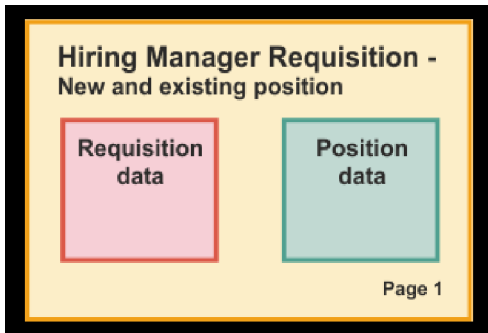 Hiring Manager Requisition -
New and existing position
Requisition
data
Position
data
Page 1